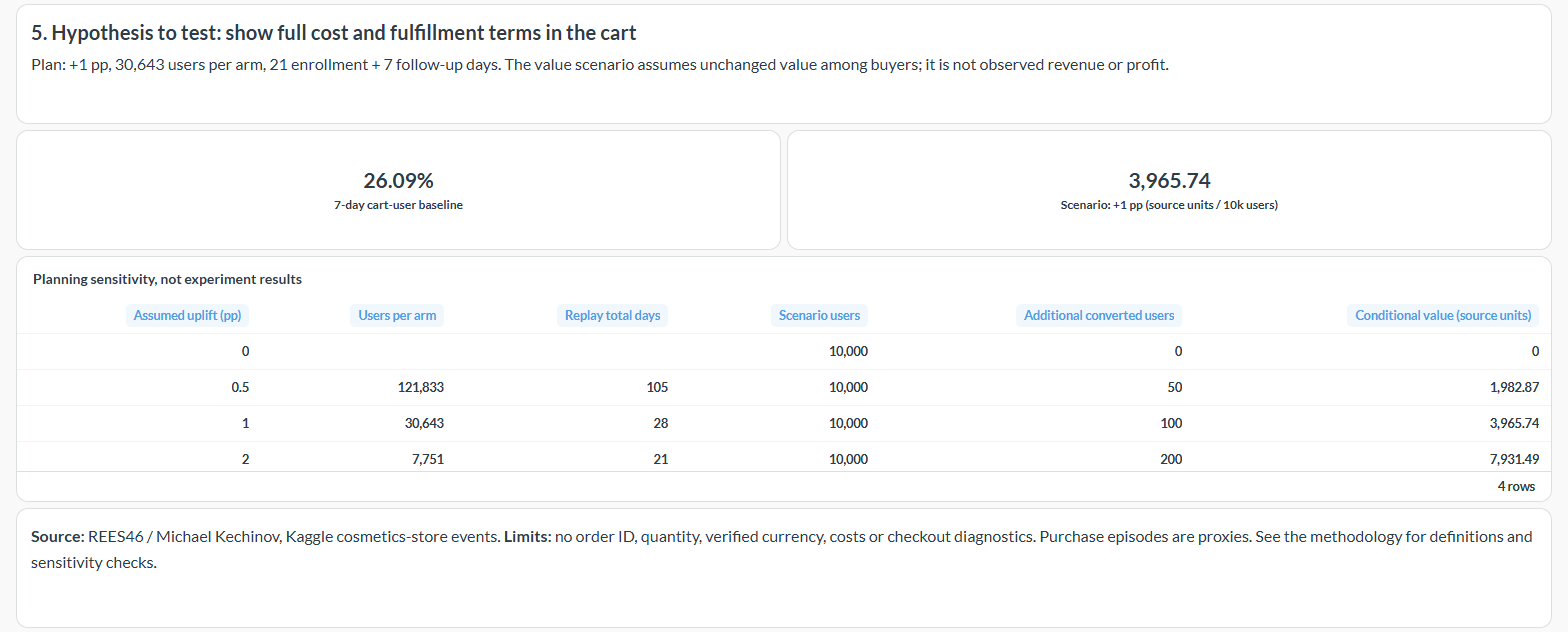 5. Hypothesis to test: show full cost and fulfillment terms in the cart
Plan: +1 pp, 30,643 users per arm, 21 enrollment + 7 follow-up days. The value scenario assumes unchanged value among buyers; it is not observed revenue or profit.
26.09%
7-day cart-user baseline
3,965.74
Scenario: +1 pp (source units / 10k users)
Planning sensitivity, not experiment results
Assumed uplift (pp) Users per arm Replay total days Scenario users Additional converted users Conditional value (source units)
0 10,000 0 0
0.5 121,833 105 10,000 50 1,982.87
1 30,643 28 10,000 100 3,965.74
2 7,751 21 10,000 200 7,931.49
4 rows
Source: REES46 / Michael Kechinov, Kaggle cosmetics-store events. Limits: no order ID, quantity, verified currency, costs or checkout diagnostics. Purchase episodes are proxies. See the methodology for definitions and
sensitivity checks.